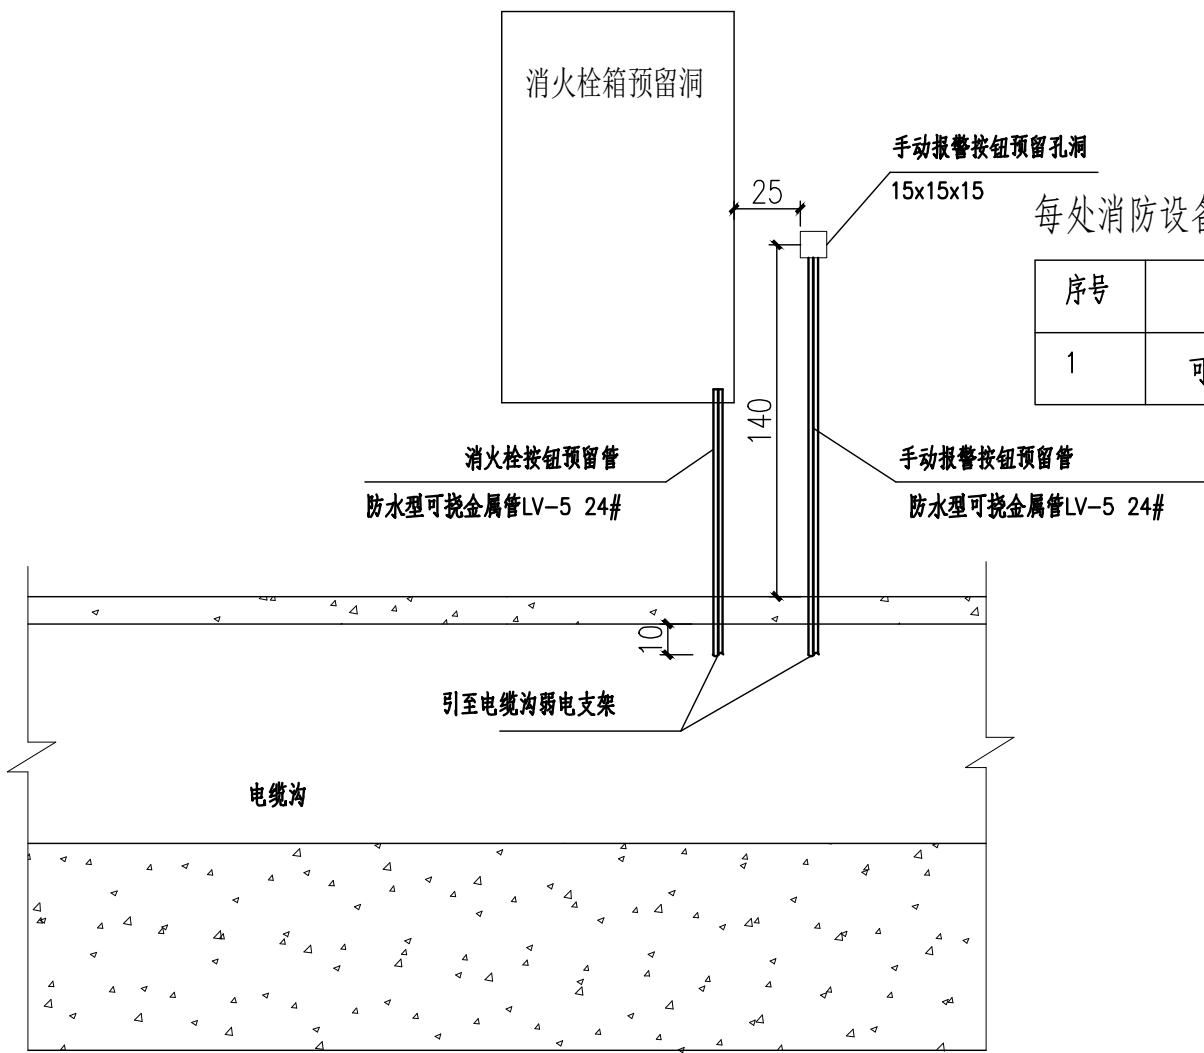 消火栓箱预留洞
手动报警按钮预留孔洞
25
15x15x15
每处消防设备
序号
1
可
140
消火栓按钮预留管
手动报警按钮预留管
防水型可挠金属管LV-5 24#
防水型可挠金属管LV-5 24#
10
引至电缆沟弱电支架
电缆沟